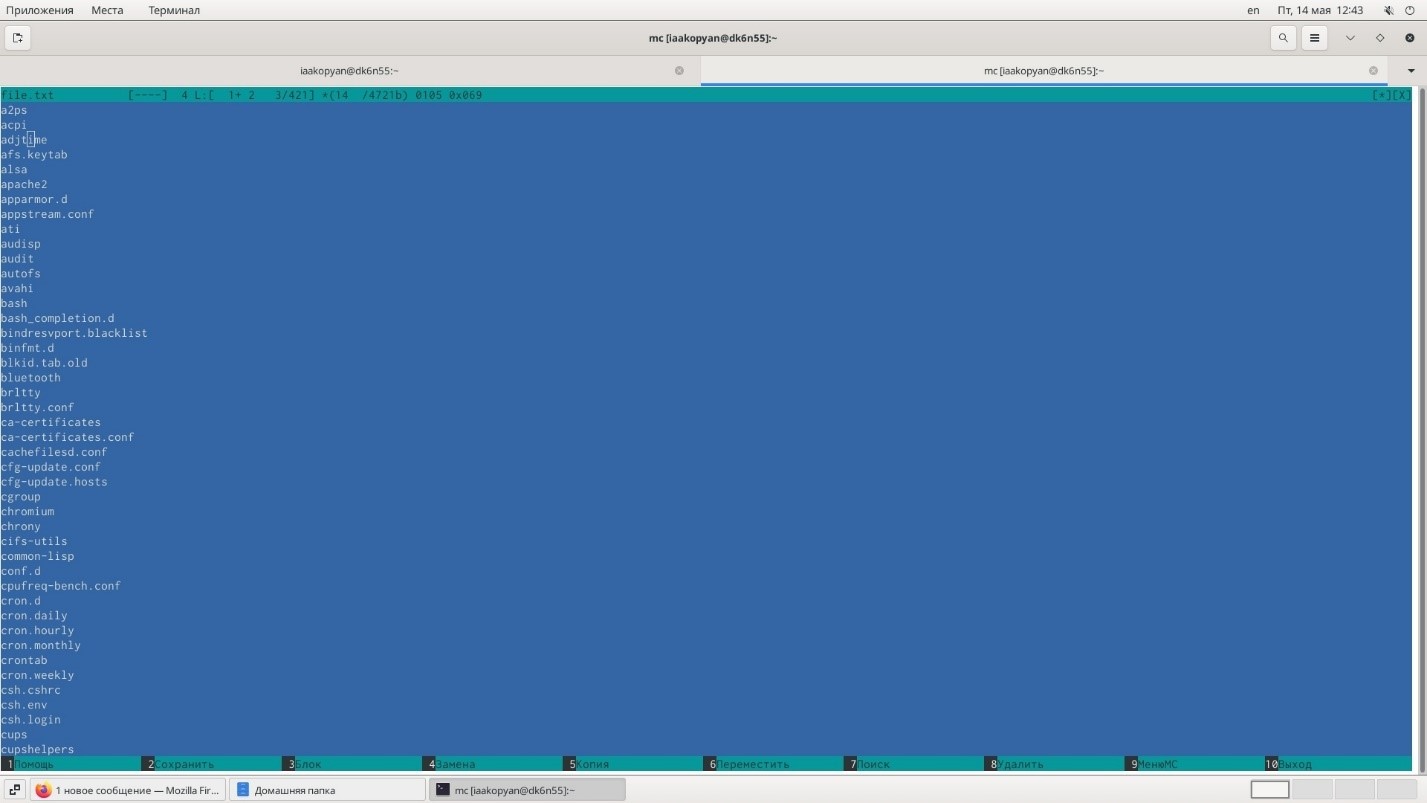 Приложения Места Терминал en Пт, 14 мая 12:43
mc [iaakopyan@dk6n55]:~
iaakopyan@dk6n55:~ mc [iaakopyan@dk6n55]:~
file.txt [----] 4 L:[ 1+ 2 3/421] *(14 /4721b) 0105 0x069 [*][X]
a2ps
acpi
adjtime
afs.keytab
alsa
apache2
apparmor.d
appstream.conf
ati
audisp
audit
autofs
avahi
bash
bash_completion.d
bindresvport.blacklist
binfmt.d
blkid.tab.old
bluetooth
brltty
brltty.conf
ca-certificates
ca-certificates.conf
cachefilesd.conf
cfg-update.conf
cfg-update.hosts
cgroup
chromium
chrony
cifs-utils
common-lisp
conf.d
cpufreq-bench.conf
cron.d
cron.daily
cron.hourly
cron.monthly
crontab
cron.weekly
csh.cshrc
csh.env
csh.login
cups
cupshelpers
1Помощь 2Сохранить 3Блок 4Замена 5Копия 6Переместить 7Поиск 8Удалить 9МенюMC 10Выход
1 новое сообщение — Mozilla Fir... Домашняя папка mc [iaakopyan@dk6n55]:~